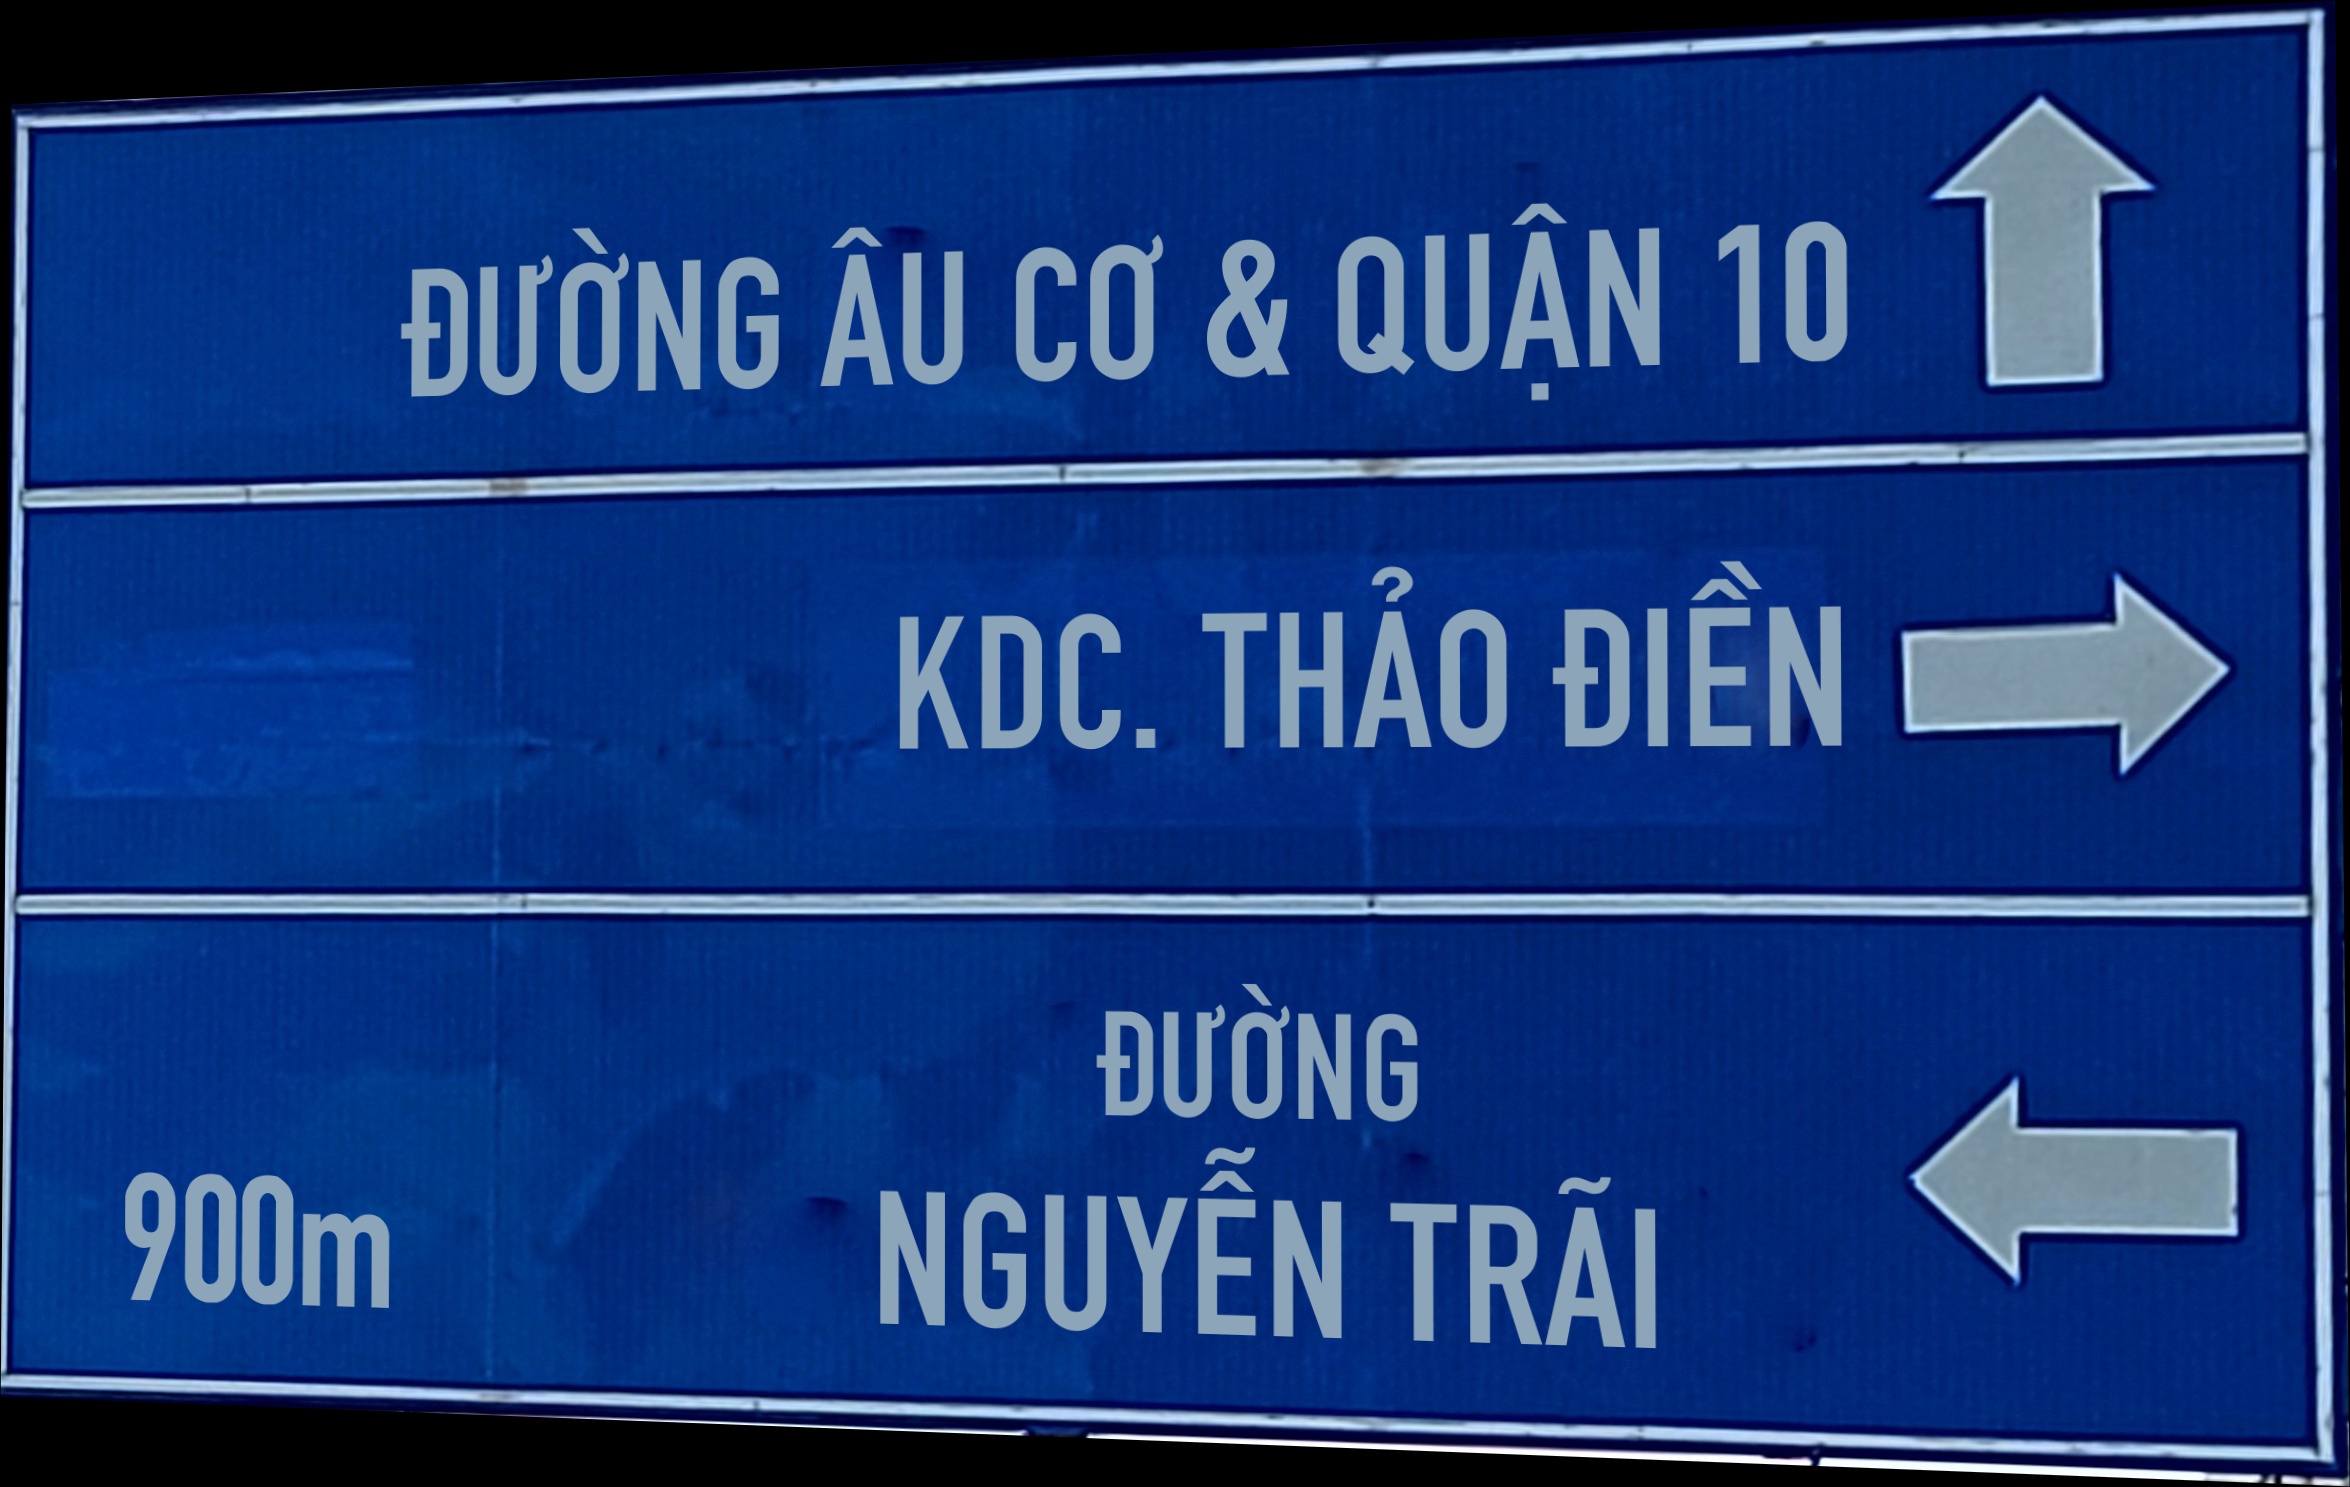 ĐƯỜNG ÂU CƠ & QUẬN 10
KDC. THẢO ĐIỀN
ĐƯỜNG
NGUYỄN TRÃI
900m